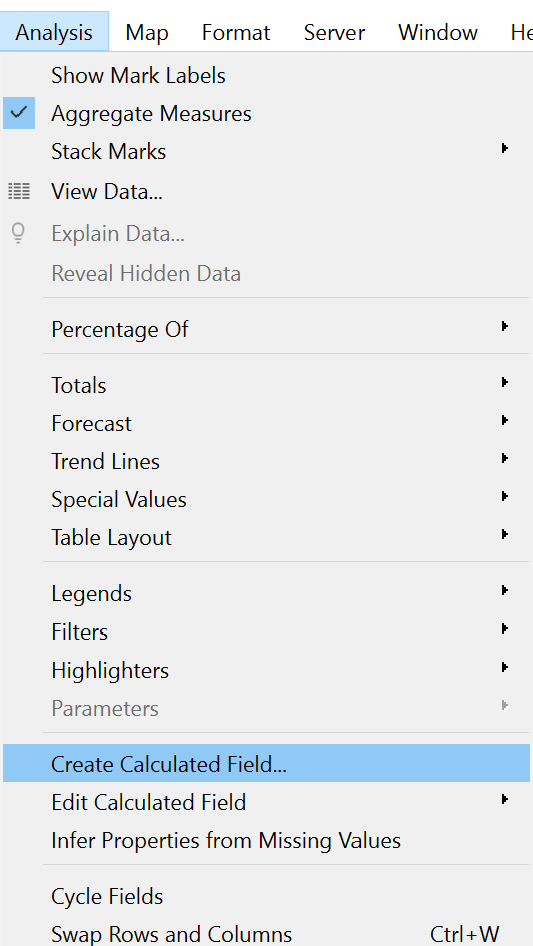 Analysis Map Format Server Window
Show Mark Labels
Aggregate Measures
Stack Marks
View Data...
Explain Data...
Reveal Hidden Data
Percentage Of
Totals
Forecast
Trend Lines
Special Values
Table Layout
Legends
Filters
Highlighters
Parameters
Create Calculated Field...
Edit Calculated Field
Infer Properties from Missing Values
Cycle Fields
Swap Rows and Columns Ctrl+W